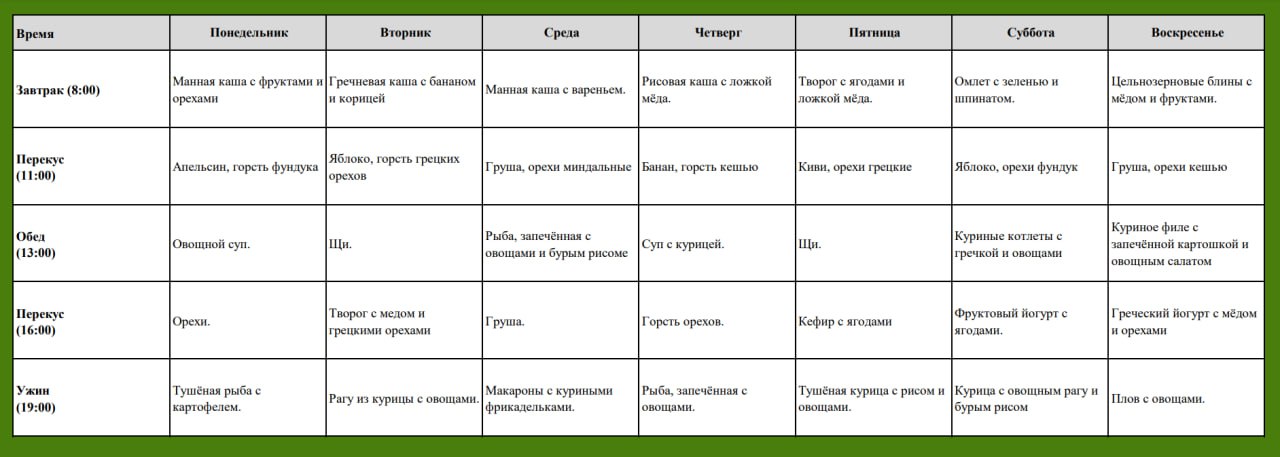 Время
Понедельник
Вторник
Среда
Четверг
Пятница
Суббота
Воскресенье
Завтрак (8:00)
Манная каша с фруктами и
орехами
Гречневая каша с бананом
и корицей
Манная каша с вареньем.
Рисовая каша с ложкой
мёда.
Творог с ягодами и
ложкой мёда.
Омлет с зеленью и
шпинатом.
Цельнозерновые блины с
мёдом и фруктами.
Перекус
(11:00)
Апельсин, горсть фундука
Яблоко, горсть грецких
орехов
Груша, орехи миндальные
Банан, горсть кешью
Киви, орехи грецкие
Яблоко, орехи фундук
Груша, орехи кешью
Обед
(13:00)
Овощной суп.
Щи.
Рыба, запечённая с
овощами и бурым рисоме
Суп с курицей.
Щи.
Куриные котлеты с
гречкой и овощами
Куриное филе с
запечённой картошкой и
овощным салатом
Перекус
(16:00)
Орехи.
Творог с медом и
грецкими орехами
Груша.
Горсть орехов.
Кефир с ягодами
Фруктовый йогурт с
ягодами.
Греческий йогурт с мёдом
и орехами
Ужин
(19:00)
Тушёная рыба с
картофелем.
Рагу из курицы с овощами.
Макароны с куриными
фрикадельками.
Рыба, запечённая с
овощами.
Тушёная курица с рисом и
овощами.
Курица с овощным рагу и
бурым рисом
Плов с овощами.